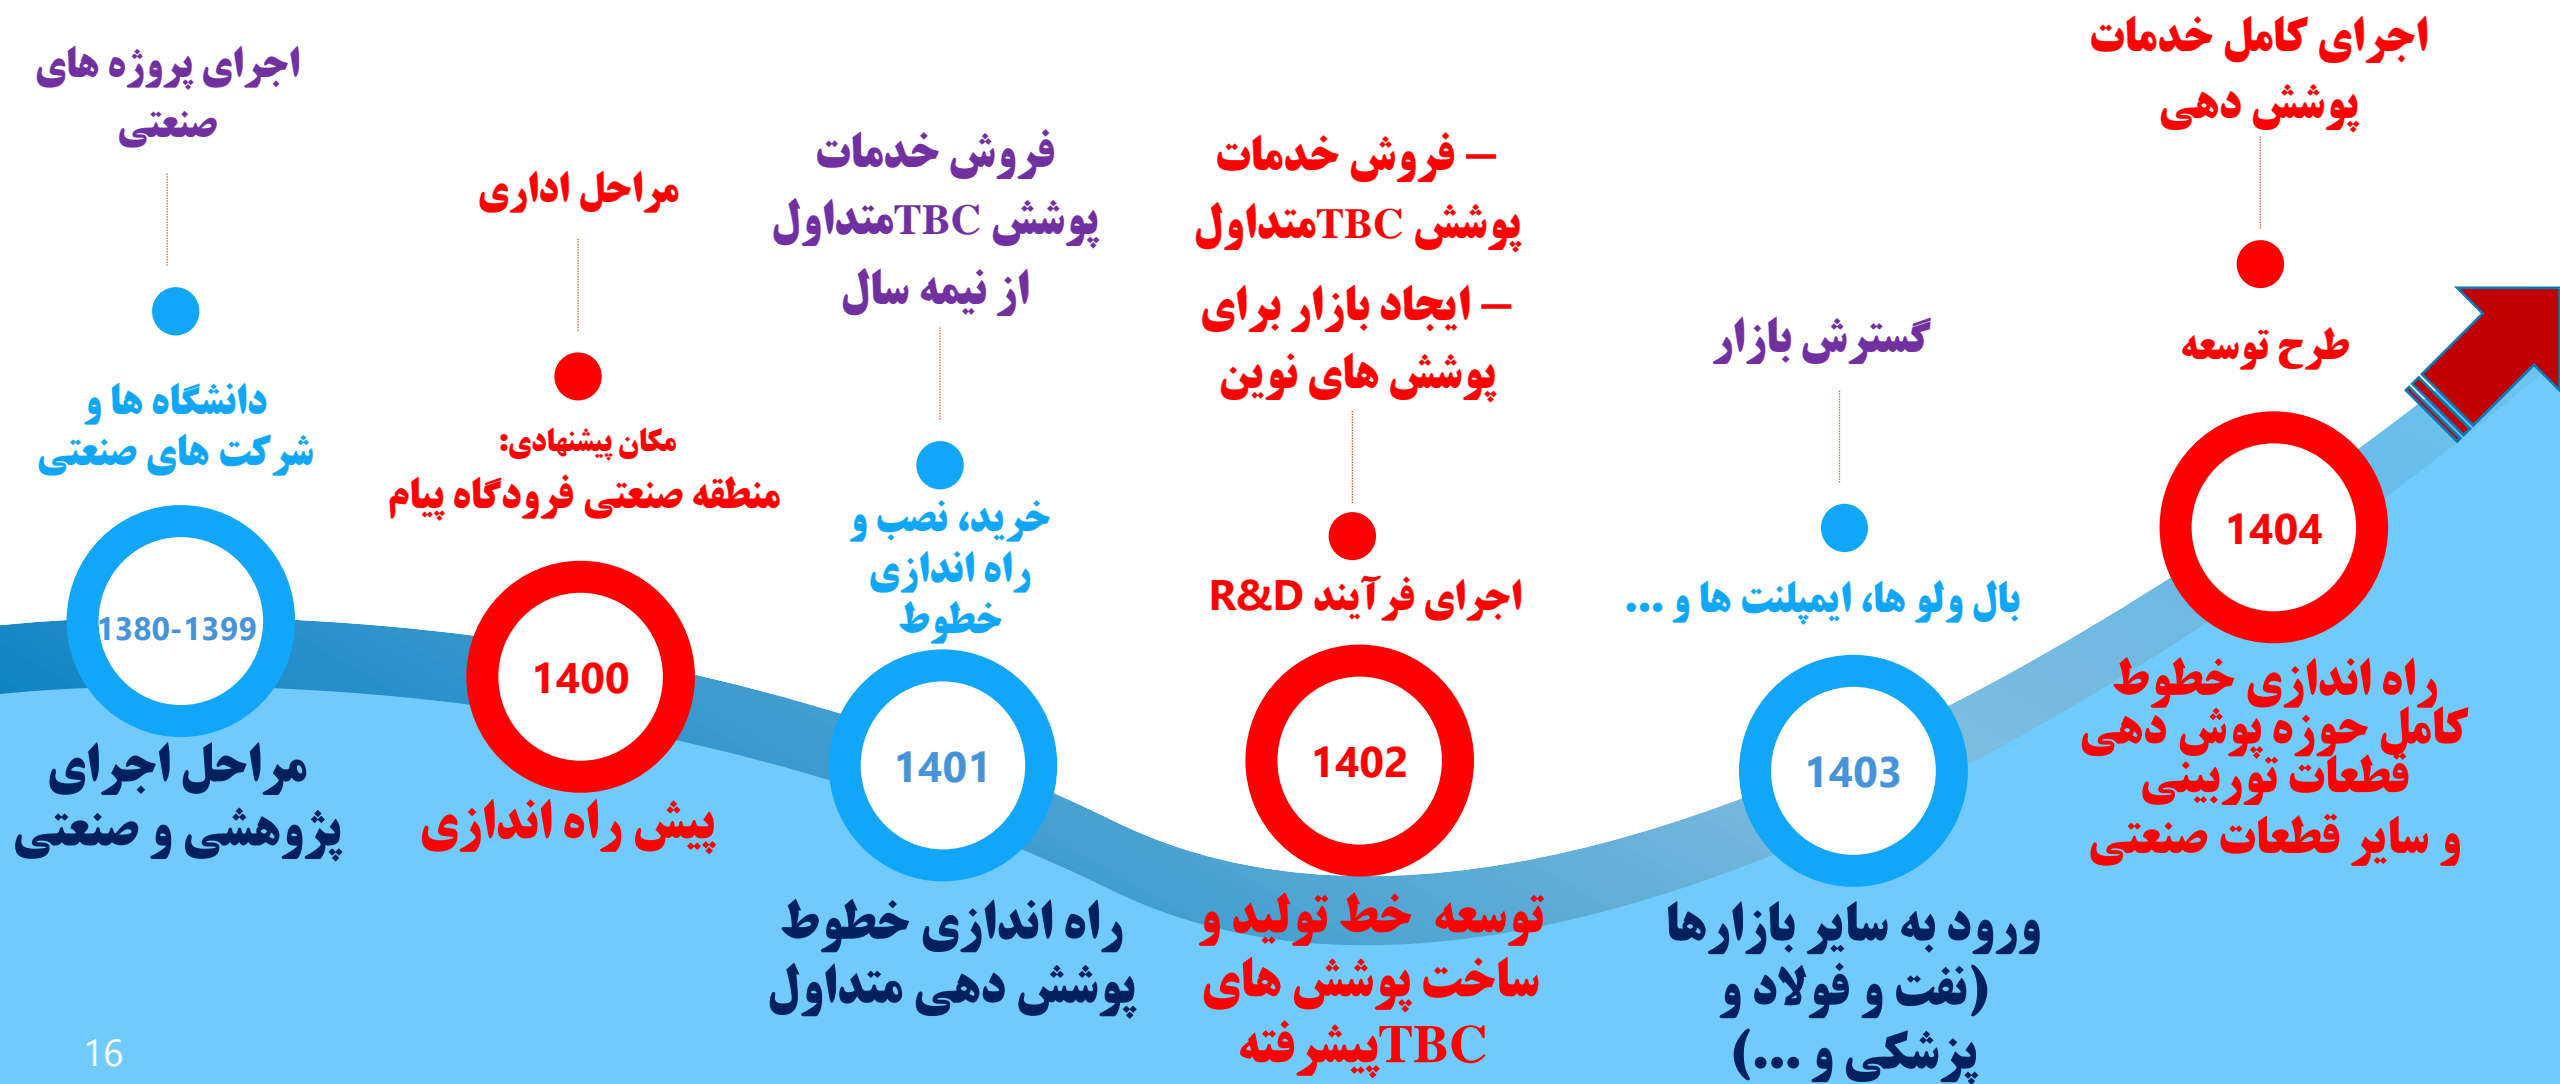 اجرای پروژه های
صنعتی
دانشگاه ها و
شرکت های صنعتی
1380-1399
مراحل اجرای
پژوهشی و صنعتی
مراحل اداری
مکان پیشنهادی:
منطقه صنعتی فرودگاه پیام
1400
پیش راه اندازی
فروش خدمات
پوشش TBCمتداول
از نیمه سال
خرید، نصب و
راه اندازی
خطوط
1401
راه اندازی خطوط
پوشش دهی متداول
– فروش خدمات
پوشش TBCمتداول
– ایجاد بازار برای
پوشش های نوین
اجرای فرآیند R&D
1402
توسعه خط تولید و
ساخت پوشش های
TBCپیشرفته
گسترش بازار
بال ولو ها، ایمپلنت ها و ...
1403
ورود به سایر بازارها
(نفت و فولاد و
پزشکی و ...)
اجرای کامل خدمات
پوشش دهی
طرح توسعه
1404
راه اندازی خطوط
کامل حوزه پوش دهی
قطعات توربینی
و سایر قطعات صنعتی
16